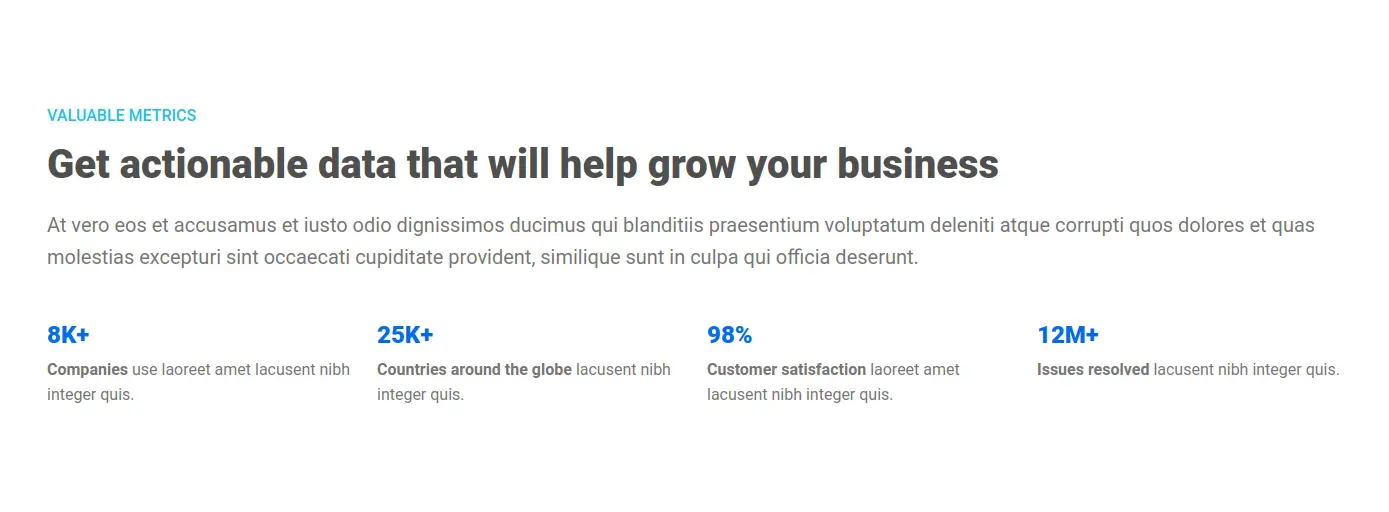 VALUABLE METRICS
Get actionable data that will help grow your business
At vero eos et accusamus et iusto odio dignissimos ducimus qui blanditiis praesentium voluptatum deleniti atque corrupti quos dolores et quas
molestias excepturi sint occaecati cupiditate provident, similique sunt in culpa qui officia deserunt.
8K+
Companies use laoreet amet lacusent nibh
integer quis.
25K+
Countries around the globe lacusent nibh
integer quis.
98%
Customer satisfaction laoreet amet
lacusent nibh integer quis.
12M+
Issues resolved lacusent nibh integer quis.